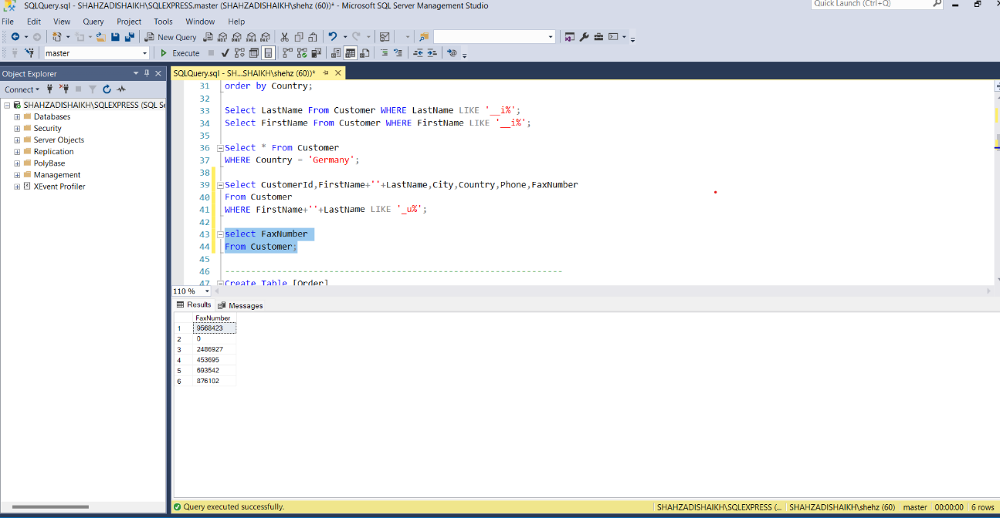 SQLQuery.sql - SHAHZADISHAIKH\SQLEXPRESS.master (SHAHZADISHAIKH\shehz (60))* - Microsoft SQL Server Management Studio
Quick Launch (Ctrl+Q)
File Edit View Query Project Tools Window Help
New Query
master
Execute
Object Explorer
Connect
SHAHZADISHAIKH\SQLEXPRESS (SQL Se
Databases
Security
Server Objects
Replication
PolyBase
Management
XEvent Profiler
SQLQuery.sql - SH...SHAIKH\shehz (60))*
31 order by Country;
32
33 Select LastName From Customer WHERE LastName LIKE '__i%';
34 Select FirstName From Customer WHERE FirstName LIKE '__i%';
35
36 Select * From Customer
37 WHERE Country = 'Germany';
38
39 Select CustomerId,FirstName+''+LastName,City,Country,Phone,FaxNumber
40 From Customer
41 WHERE FirstName+''+LastName LIKE '_u%';
42
43 select FaxNumber
44 From Customer;
45
46 -----------------------------------------------------------------
47 Create Table [Order]
110 %
Results Messages
FaxNumber
1 9568423
2 0
3 2486927
4 453695
5 693542
6 876102
Query executed successfully.
SHAHZADISHAIKH\SQLEXPRESS (... SHAHZADISHAIKH\shehz (60) master 00:00:00 6 rows